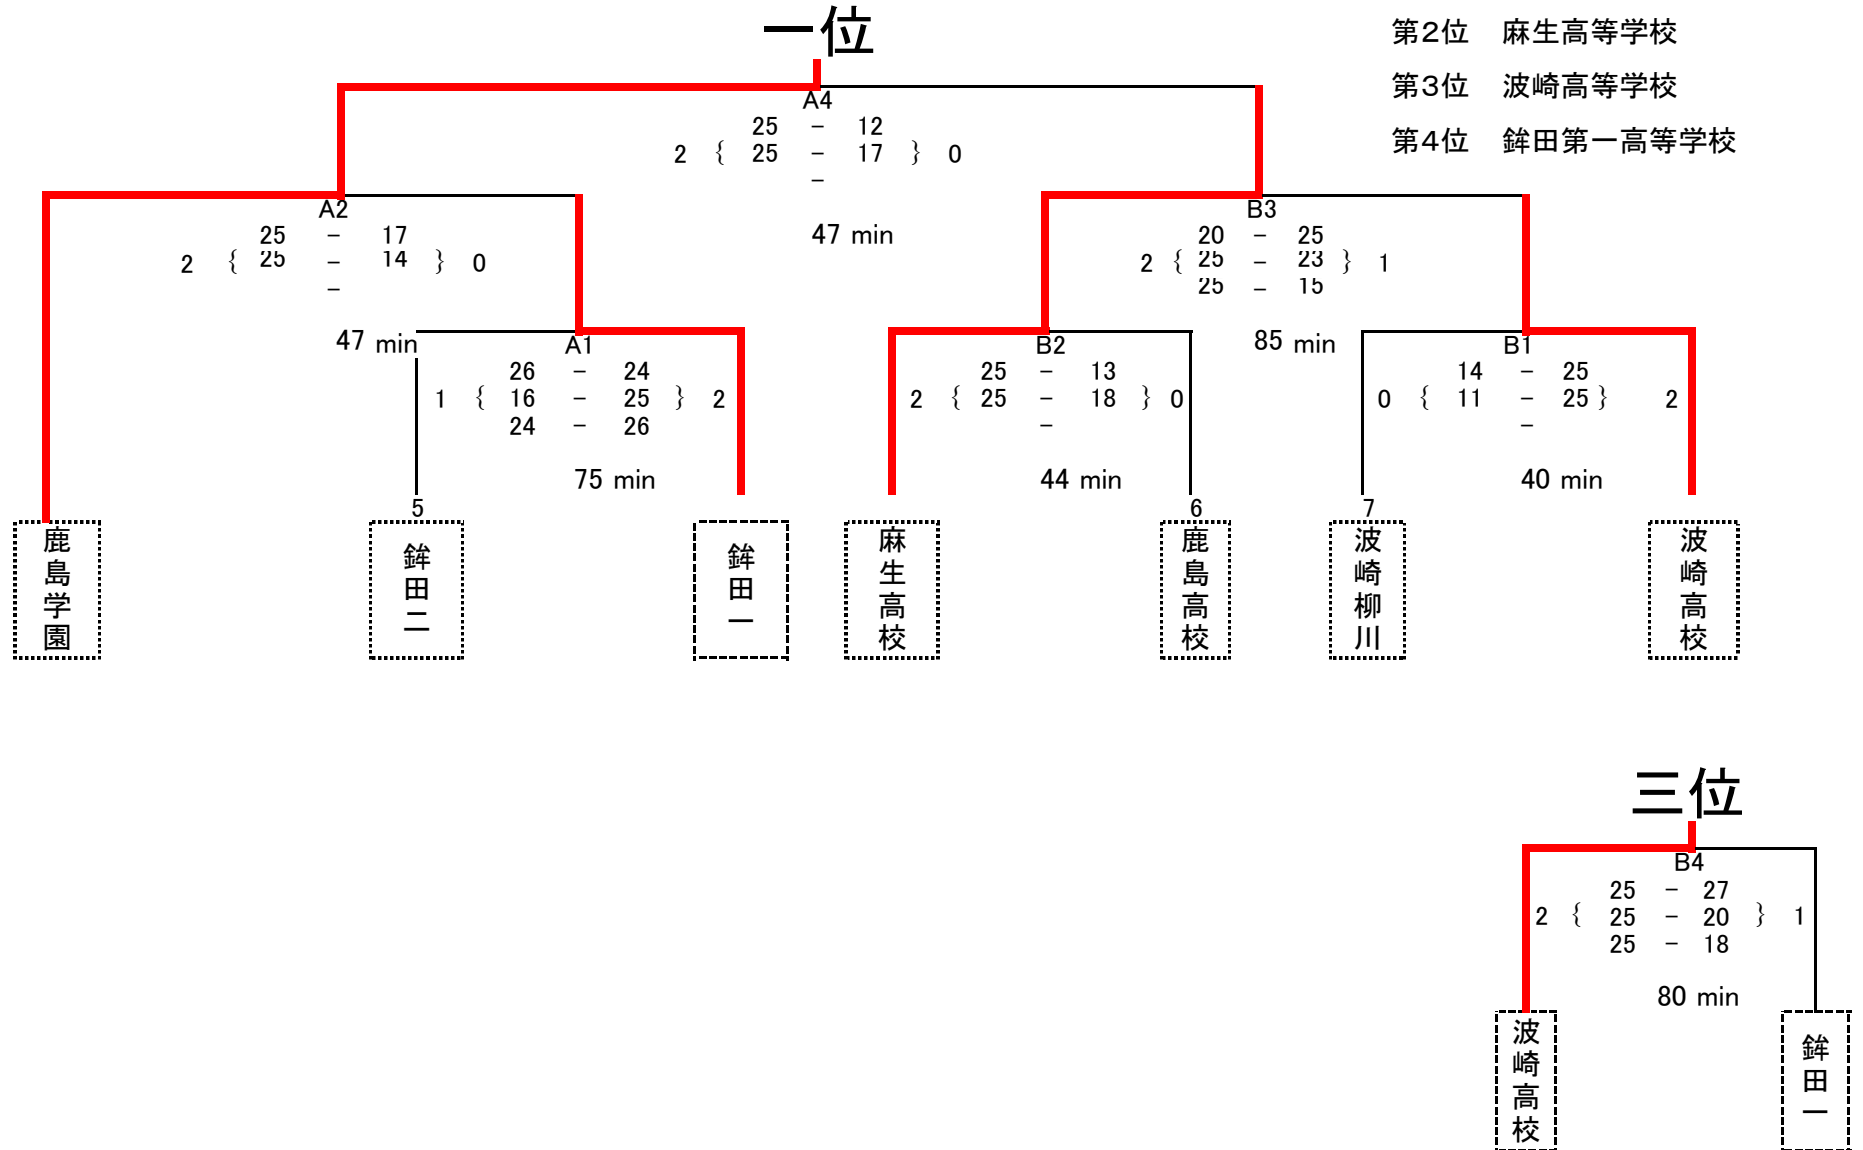 一位
第2位 麻生高等学校
第3位 波崎高等学校
第4位 鉾田第一高等学校
A4
25 － 12
2 { 25 － 17 } 0
－
47 min
A2
25 － 17
2 { 25 － 14 } 0
－
47 min
B3
20 － 25
2 { 25 － 23 } 1
25 － 15
85 min
A1
26 － 24
1 { 16 － 25 } 2
24 － 26
75 min
B2
25 － 13
2 { 25 － 18 } 0
－
44 min
B1
14 － 25
0 { 11 － 25 } 2
－
40 min
5
6
7
鹿島学園
鉾田二
鉾田一
麻生高校
鹿島高校
波崎柳川
波崎高校
三位
B4
25 － 27
2 { 25 － 20 } 1
25 － 18
80 min
波崎高校
鉾田一